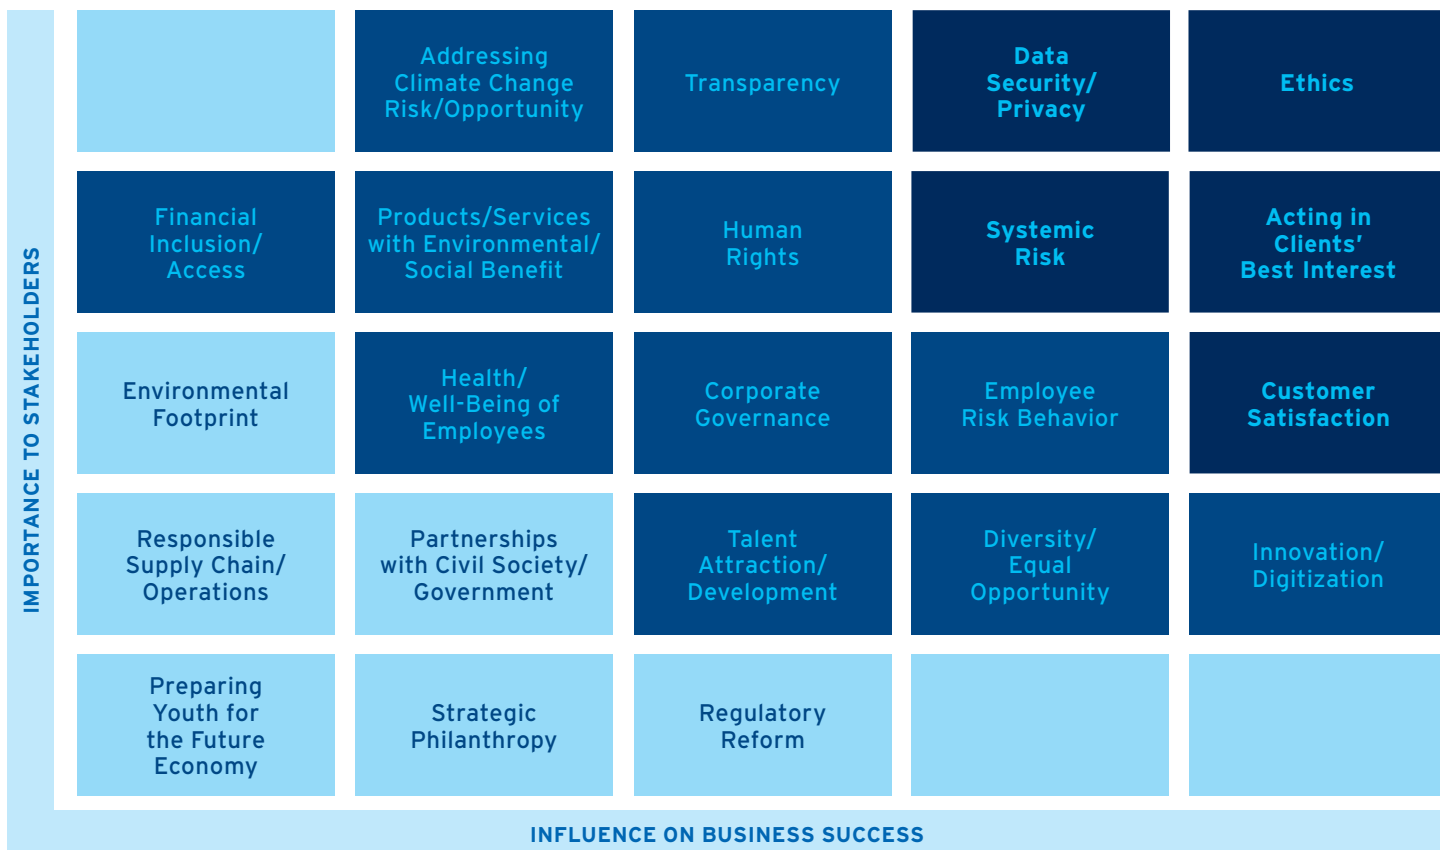 IMPORTANCE TO STAKEHOLDERS
Addressing
Climate Change
Risk/Opportunity
Transparency
Data
Security/
Privacy
Ethics
Financial
Inclusion/
Access
Products/Services
with Environmental/
Social Benefit
Human
Rights
Systemic
Risk
Acting in
Clients’
Best Interest
Environmental
Footprint
Health/
Well-Being of
Employees
Corporate
Governance
Employee
Risk Behavior
Customer
Satisfaction
Responsible
Supply Chain/
Operations
Partnerships
with Civil Society/
Government
Talent
Attraction/
Development
Diversity/
Equal
Opportunity
Innovation/
Digitization
Preparing
Youth for
the Future
Economy
Strategic
Philanthropy
Regulatory
Reform
INFLUENCE ON BUSINESS SUCCESS